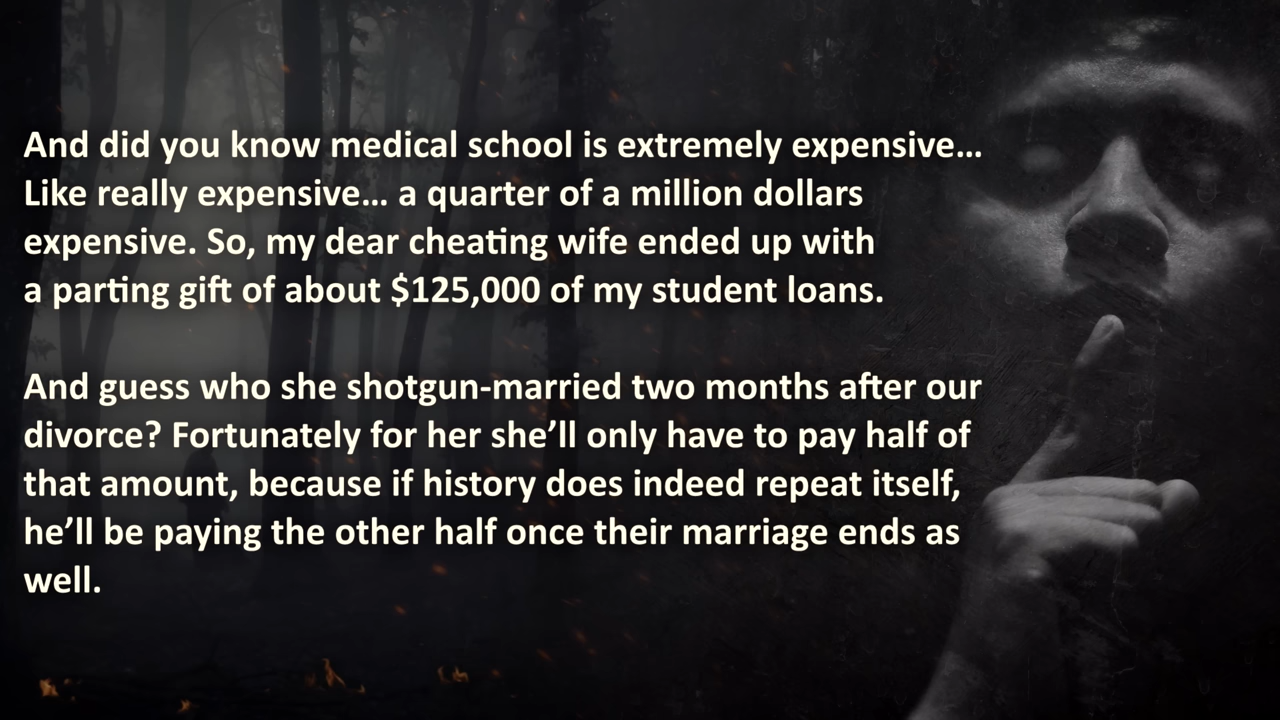 And did you know medical school is extremely expensive…
Like really expensive… a quarter of a million dollars
expensive. So, my dear cheating wife ended up with
a parting gift of about $125,000 of my student loans.
And guess who she shotgun-married two months after our
divorce? Fortunately for her she’ll only have to pay half of
that amount, because if history does indeed repeat itself,
he’ll be paying the other half once their marriage ends as
well.